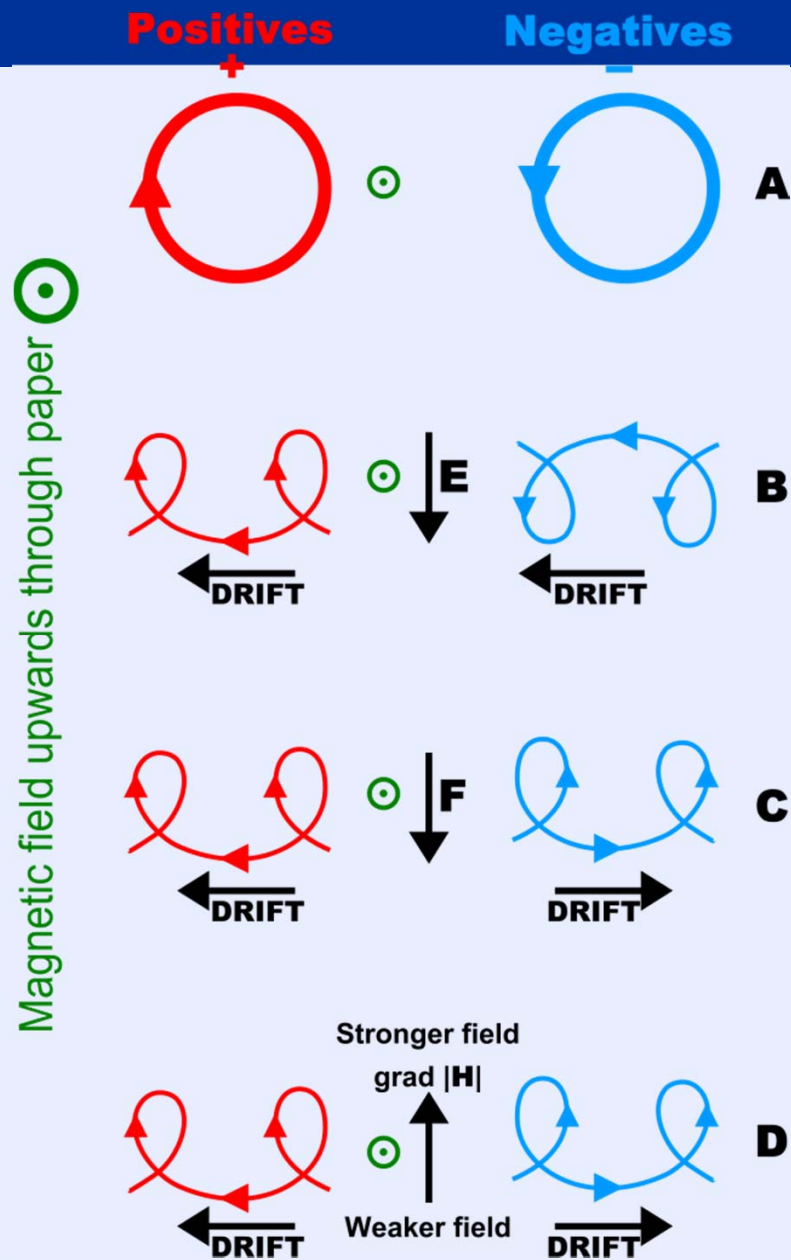 Positives Negatives
+ −
A
Magnetic field upwards through paper
E
B
DRIFT DRIFT
F
C
DRIFT DRIFT
Stronger field
grad |H|
D
Weaker field
DRIFT DRIFT